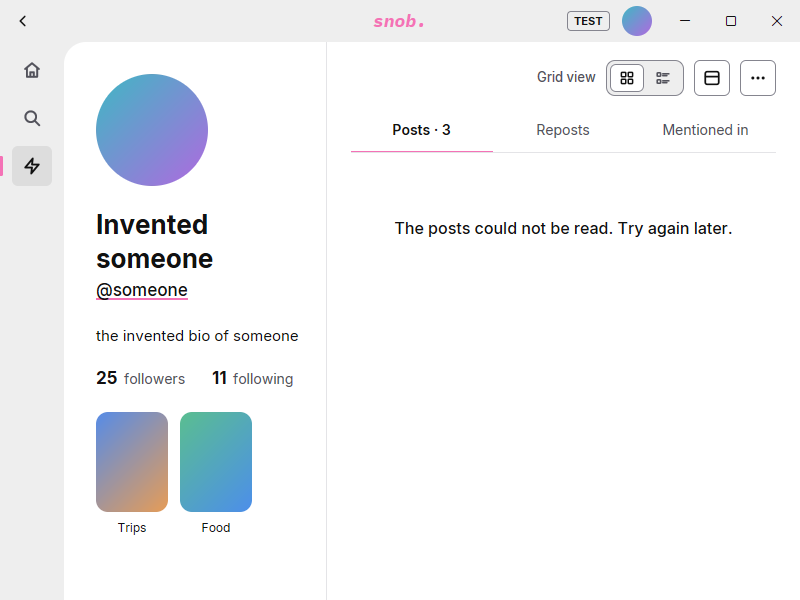 snob.
TEST
Grid view
Posts · 3
Reposts
Mentioned in
Invented
someone
@someone
the invented bio of someone
25 followers
11 following
Trips
Food
The posts could not be read. Try again later.